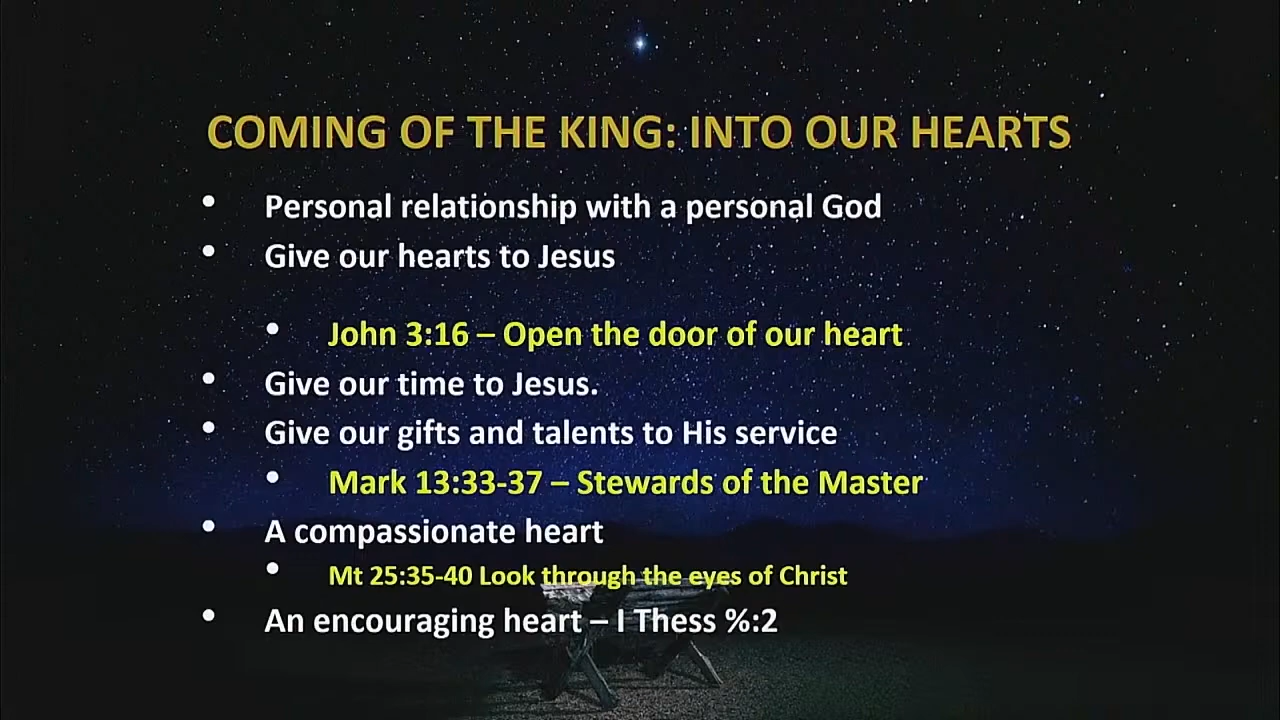 COMING OF THE KING: INTO OUR HEARTS
• Personal relationship with a personal God
• Give our hearts to Jesus
• John 3:16 – Open the door of our heart
• Give our time to Jesus.
• Give our gifts and talents to His service
• Mark 13:33-37 – Stewards of the Master
• A compassionate heart
• Mt 25:35-40 Look through the eyes of Christ
• An encouraging heart – I Thess %:2